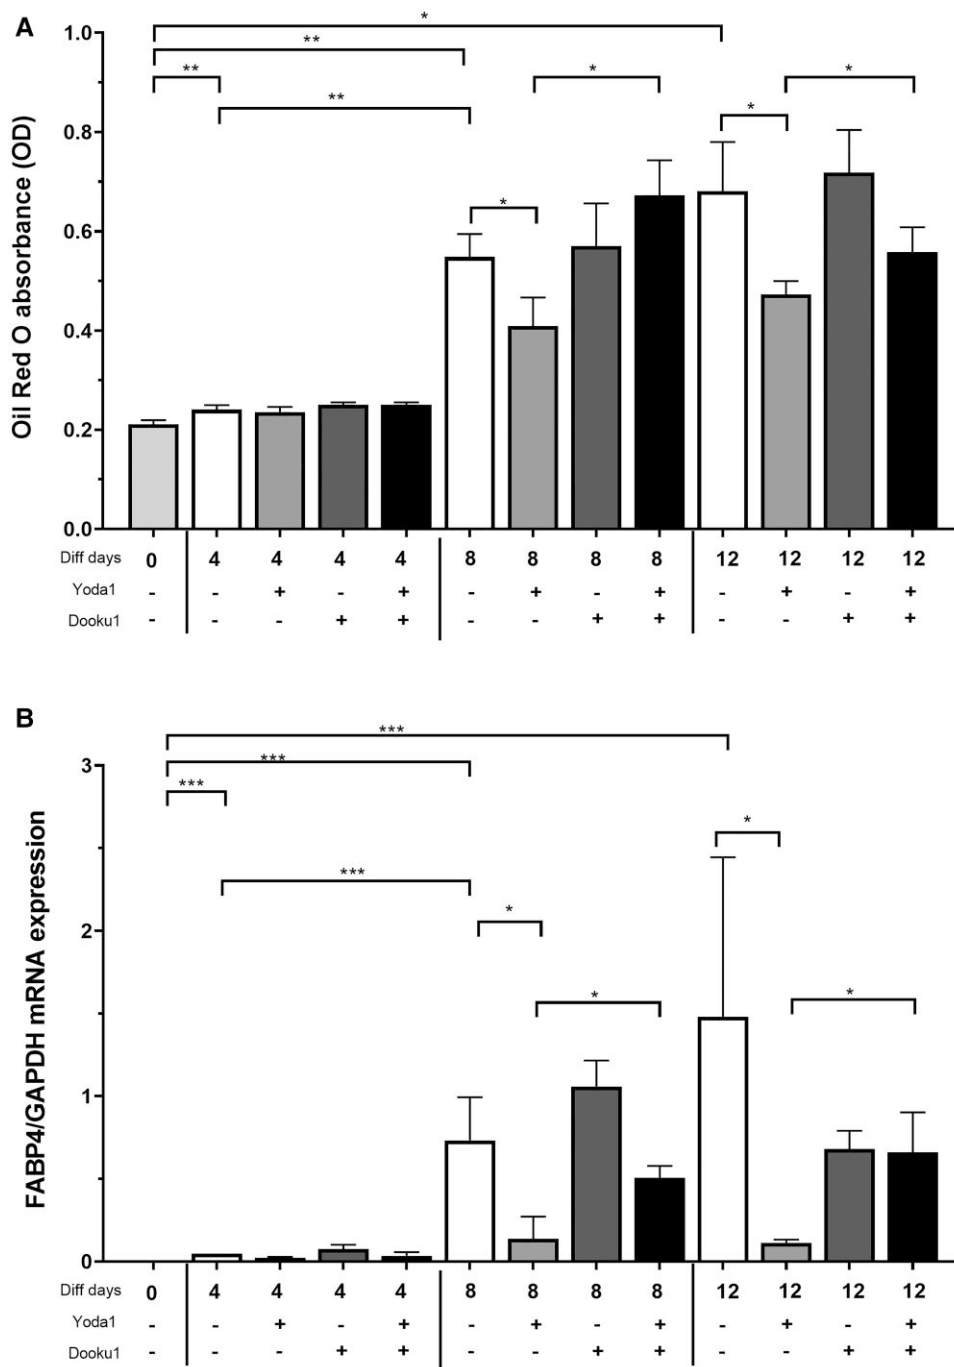 A
Oil Red O absorbance (OD)
1.0
0.8
0.6
0.4
0.2
0.0
*
**
** *
*
**
*
*
*
Diff days 0 4 4 4 4 8 8 8 8 12 12 12 12
Yoda1 - - + - + - + - + - + - +
Dooku1 - - - + + - - + + - - + +
B
FABP4/GAPDH mRNA expression
3
2
1
0
***
***
***
*
***
*
*
*
Diff days 0 4 4 4 4 8 8 8 8 12 12 12 12
Yoda1 - - + - + - + - + - + - +
Dooku1 - - - + + - - + + - - + +